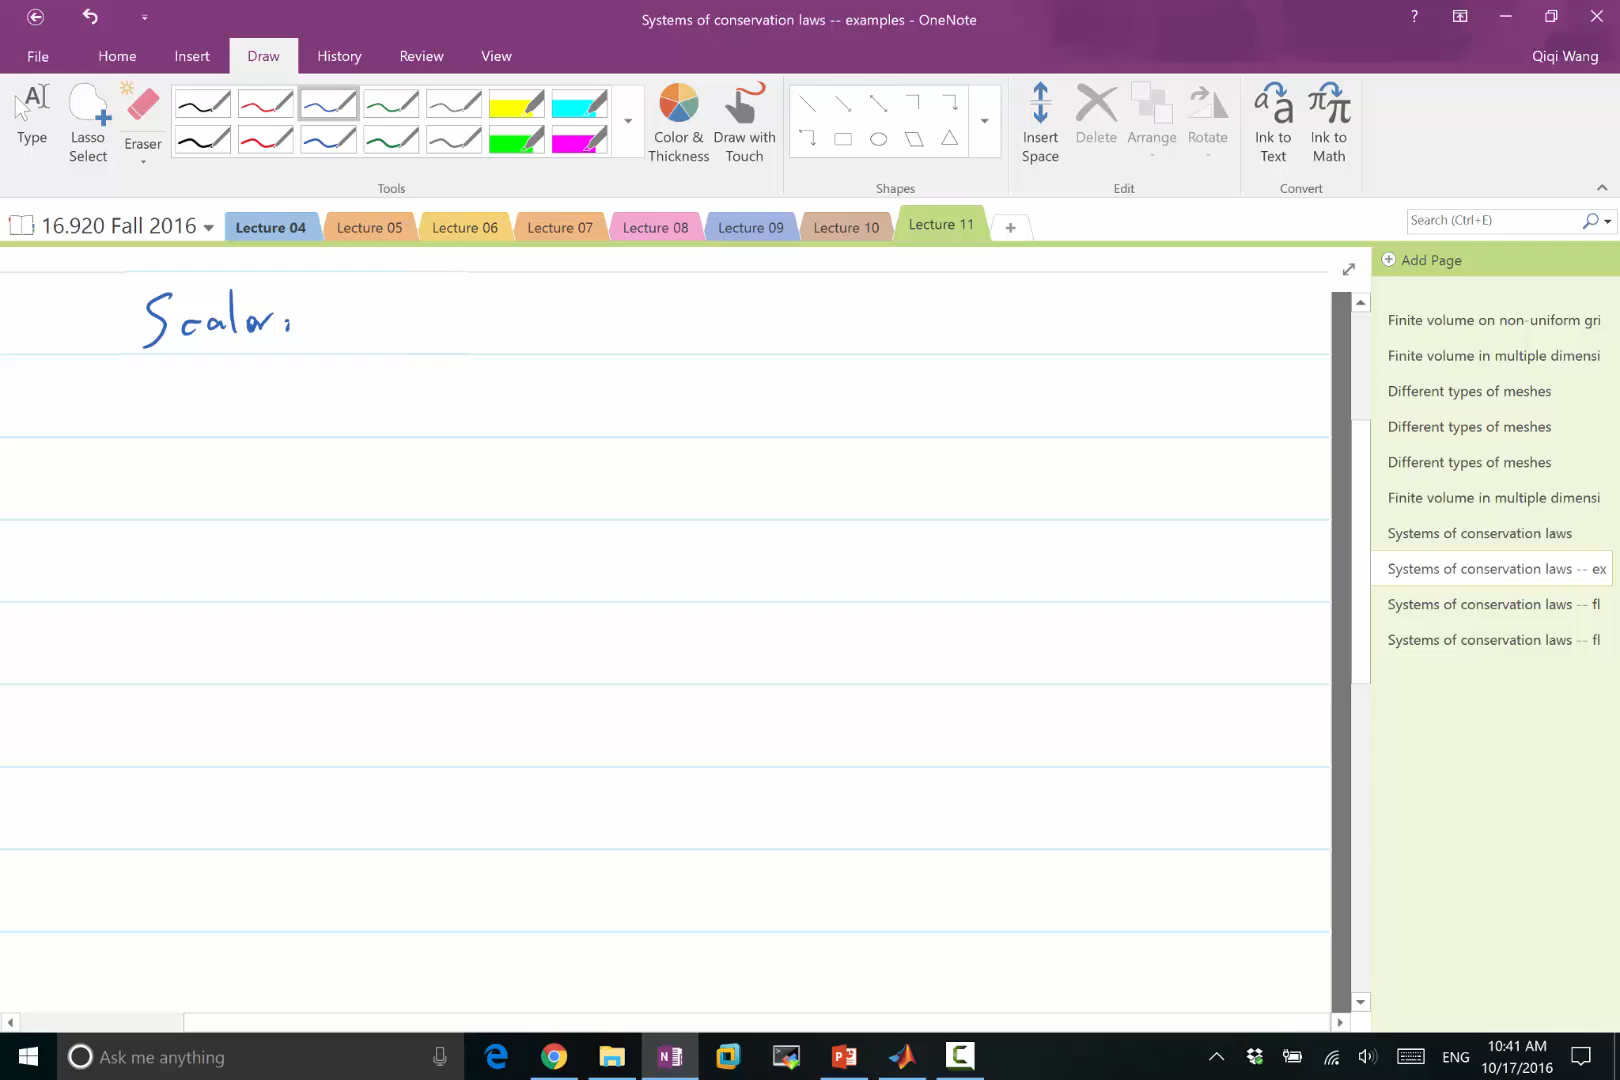 Systems of conservation laws -- examples - OneNote
?
File Home Insert Draw History Review View
Qiqi Wang
Type
Lasso Select
Eraser
Color & Thickness
Draw with Touch
Insert Space
Delete
Arrange
Rotate
Ink to Text
Ink to Math
Tools Shapes Edit Convert
16.920 Fall 2016
Lecture 04 Lecture 05 Lecture 06 Lecture 07 Lecture 08 Lecture 09 Lecture 10 Lecture 11
Search (Ctrl+E)
Add Page
Scalar:
Finite volume on non-uniform gri
Finite volume in multiple dimensi
Different types of meshes
Different types of meshes
Different types of meshes
Finite volume in multiple dimensi
Systems of conservation laws
Systems of conservation laws -- ex
Systems of conservation laws -- fl
Systems of conservation laws -- fl
Ask me anything
ENG
10:41 AM
10/17/2016